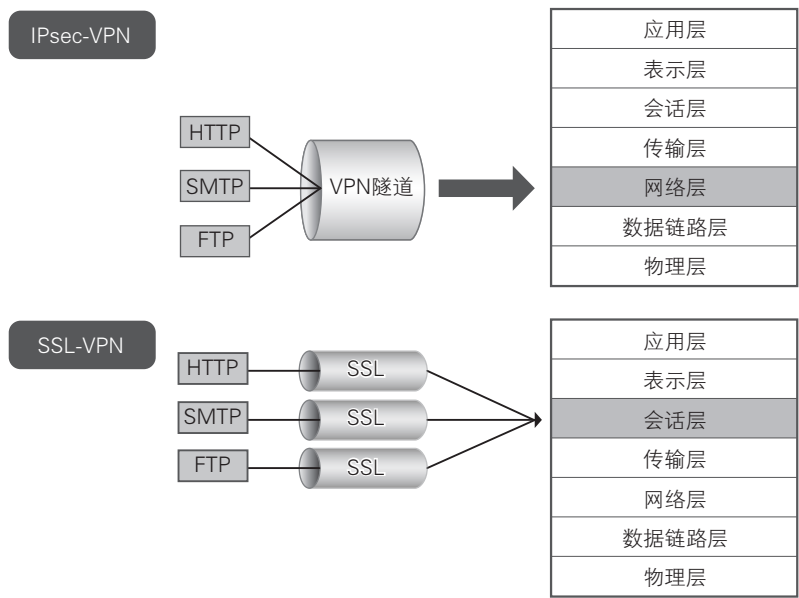 IPsec-VPN
HTTP
SMTP
FTP
VPN隧道
应用层
表示层
会话层
传输层
网络层
数据链路层
物理层
SSL-VPN
HTTP
SSL
SMTP
SSL
FTP
SSL
应用层
表示层
会话层
传输层
网络层
数据链路层
物理层